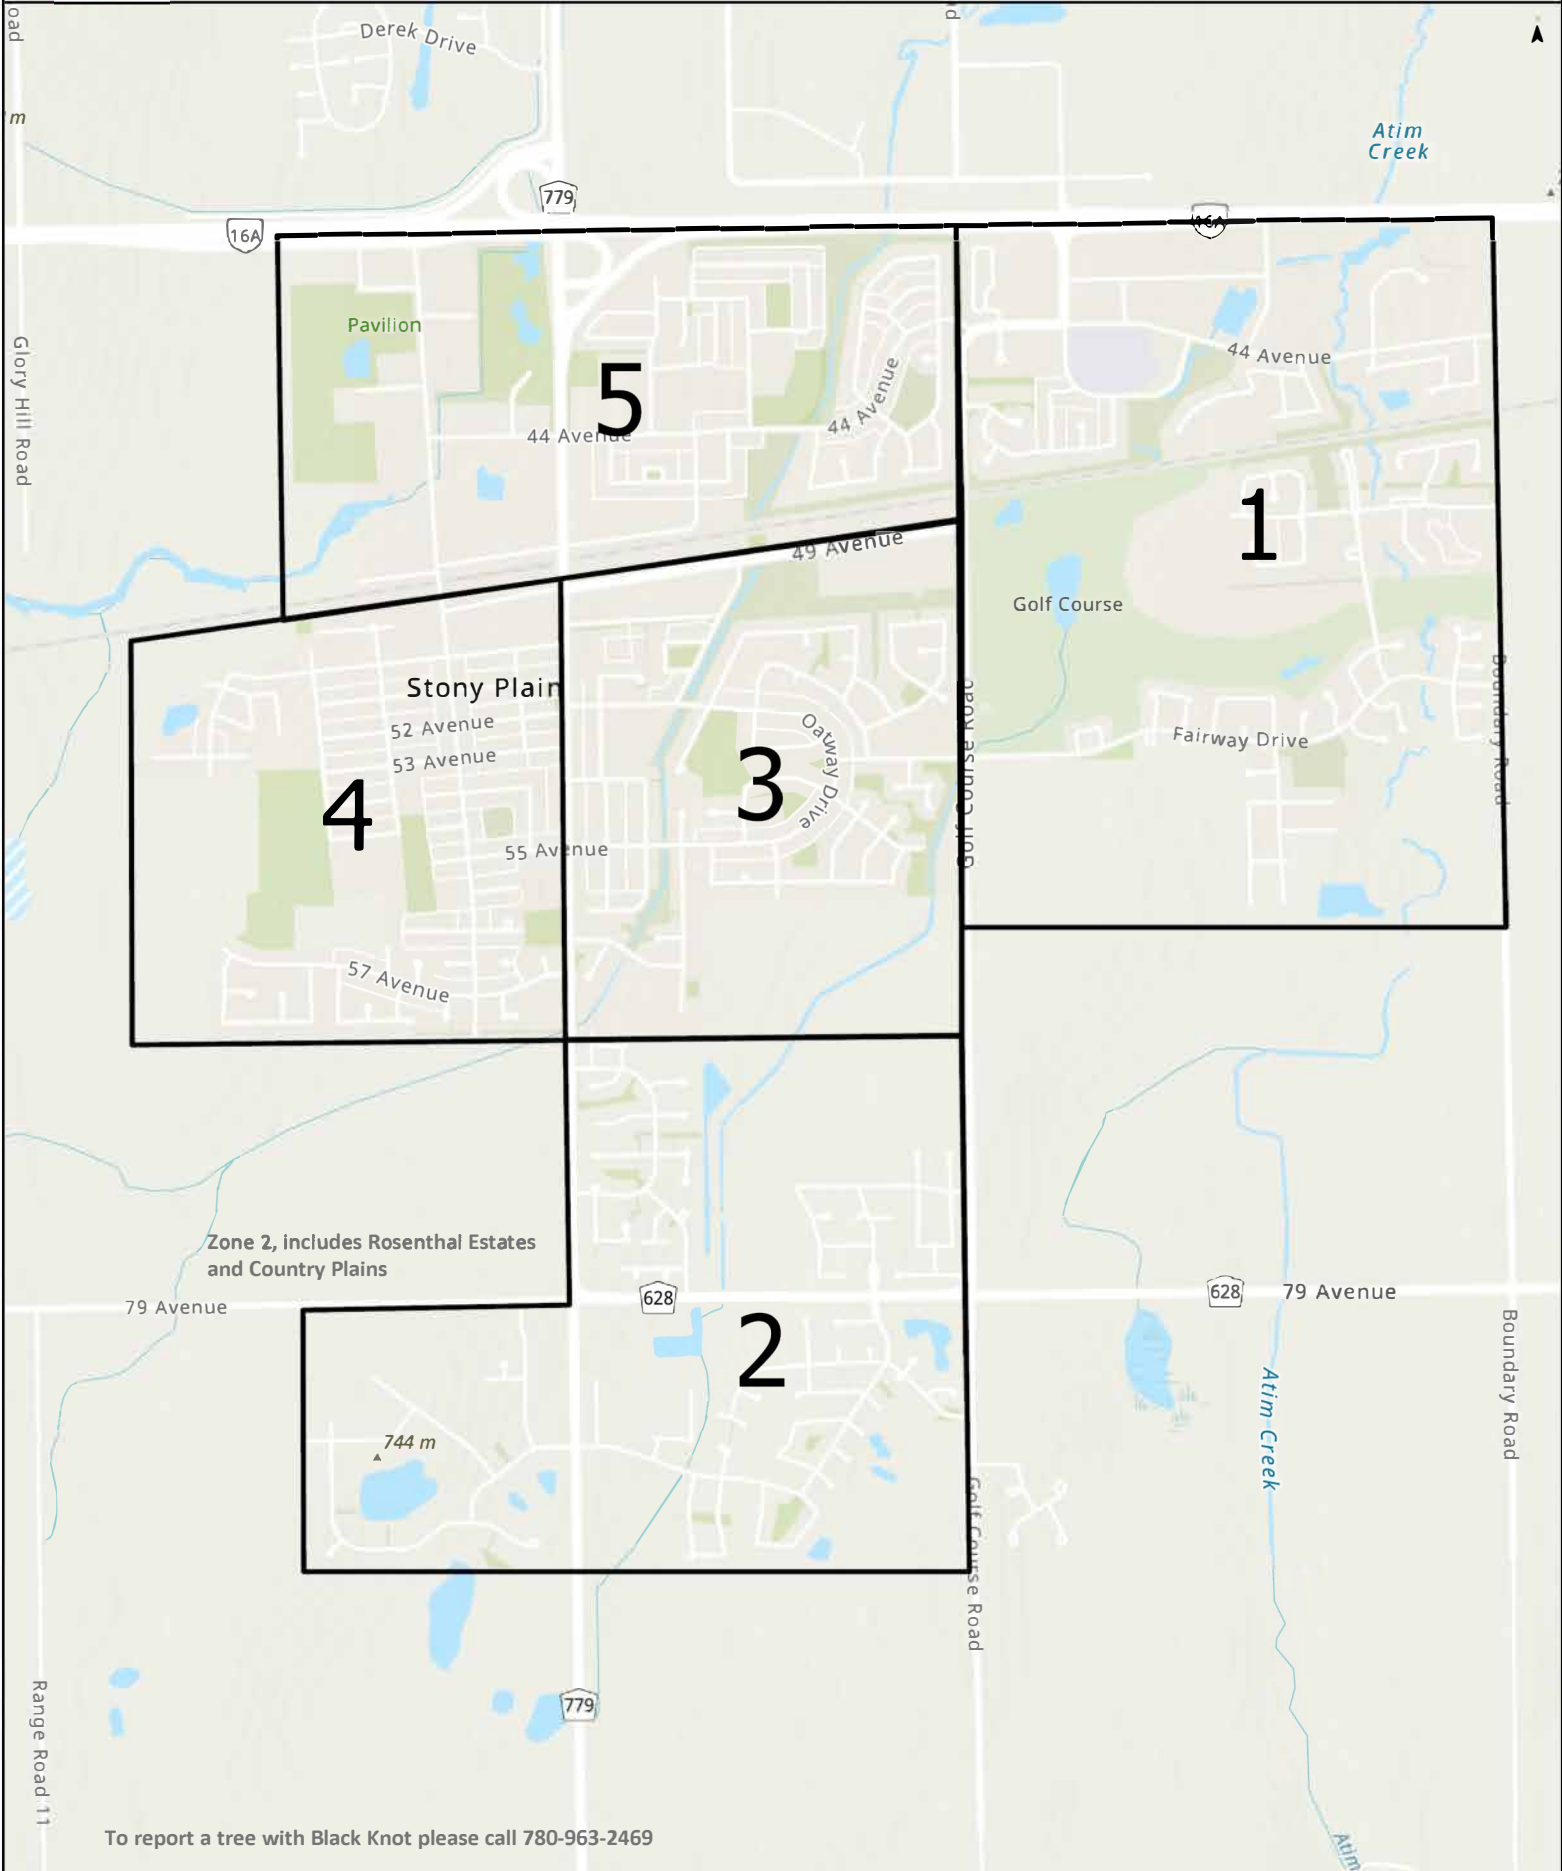 oad
Derek Drive
d
m
Atim
Creek
779
16A
16A
Pavilion
Glory Hill Road
44 Avenue
5
44 Avenue
44 Avenue
1
49 Avenue
Golf Course
Stony Plain
52 Avenue
53 Avenue
Oatway Drive
Golf Course Road
Fairway Drive
Boundary Road
4
3
55 Avenue
57 Avenue
Zone 2, includes Rosenthal Estates
and Country Plains
79 Avenue
628
628
79 Avenue
2
Boundary Road
Atim Creek
744 m
Golf Course Road
Range Road 11
779
To report a tree with Black Knot please call 780-963-2469
Atim